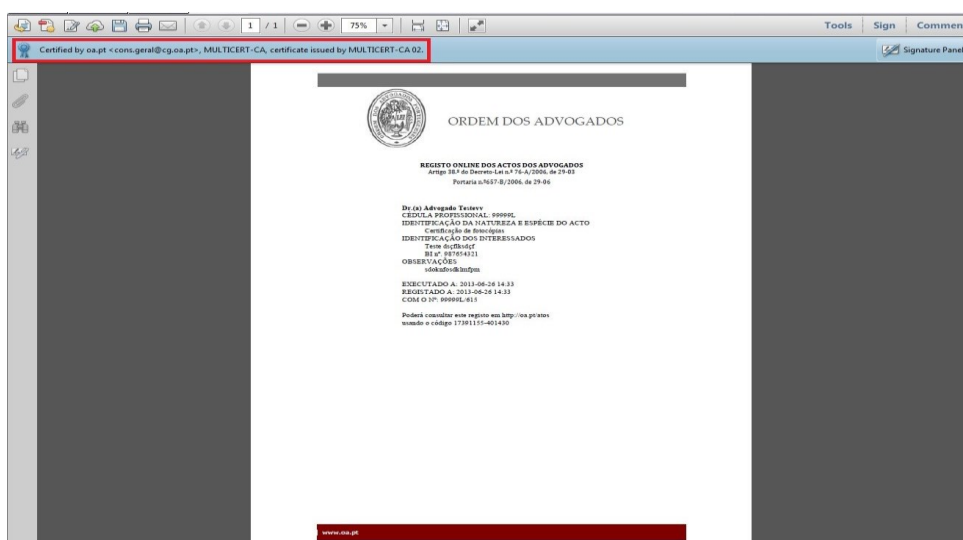 1 / 1 75% Tools Sign Commen
Certified by oa.pt <cons.geral@cg.oa.pt>, MULTICERT-CA, certificate issued by MULTICERT-CA 02. Signature Panel
ORDEM DOS ADVOGADOS
REGISTO ONLINE DOS ACTOS DOS ADVOGADOS
Artigo 38.º do Decreto-Lei n.º 76-A/2006, de 29-03
Portaria n.º657-B/2006, de 29-06
Dr.(a) Advogado Testevv
CÉDULA PROFISSIONAL: 99999L
IDENTIFICAÇÃO DA NATUREZA E ESPÉCIE DO ACTO
Certificação de fotocópias
IDENTIFICAÇÃO DOS INTERESSADOS
Teste
BI nº. 987654321
OBSERVAÇÕES
EXECUTADO A: 2013-06-26 14:33
REGISTADO A: 2013-06-26 14:33
COM O Nº: 99999L/615
Poderá consultar este registo em http://oa.pt/atos
usando o código 17391155-401430
www.oa.pt